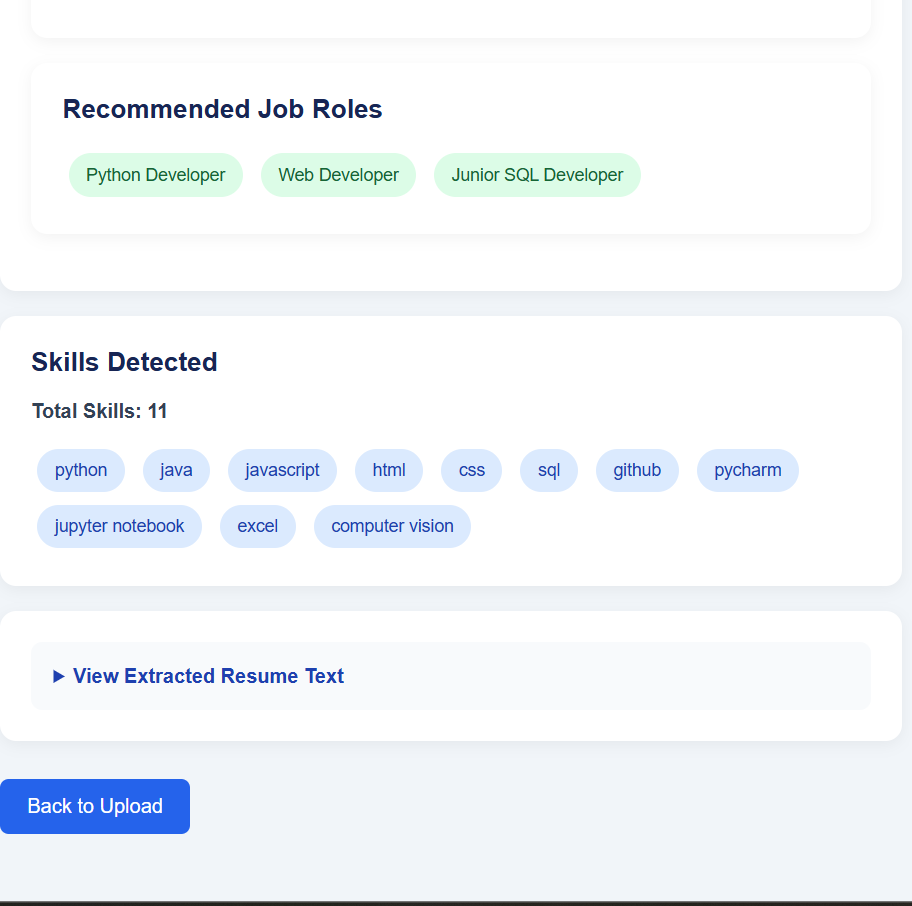 Recommended Job Roles
Python Developer Web Developer Junior SQL Developer
Skills Detected
Total Skills: 11
python java javascript html css sql github pycharm
jupyter notebook excel computer vision
View Extracted Resume Text
Back to Upload